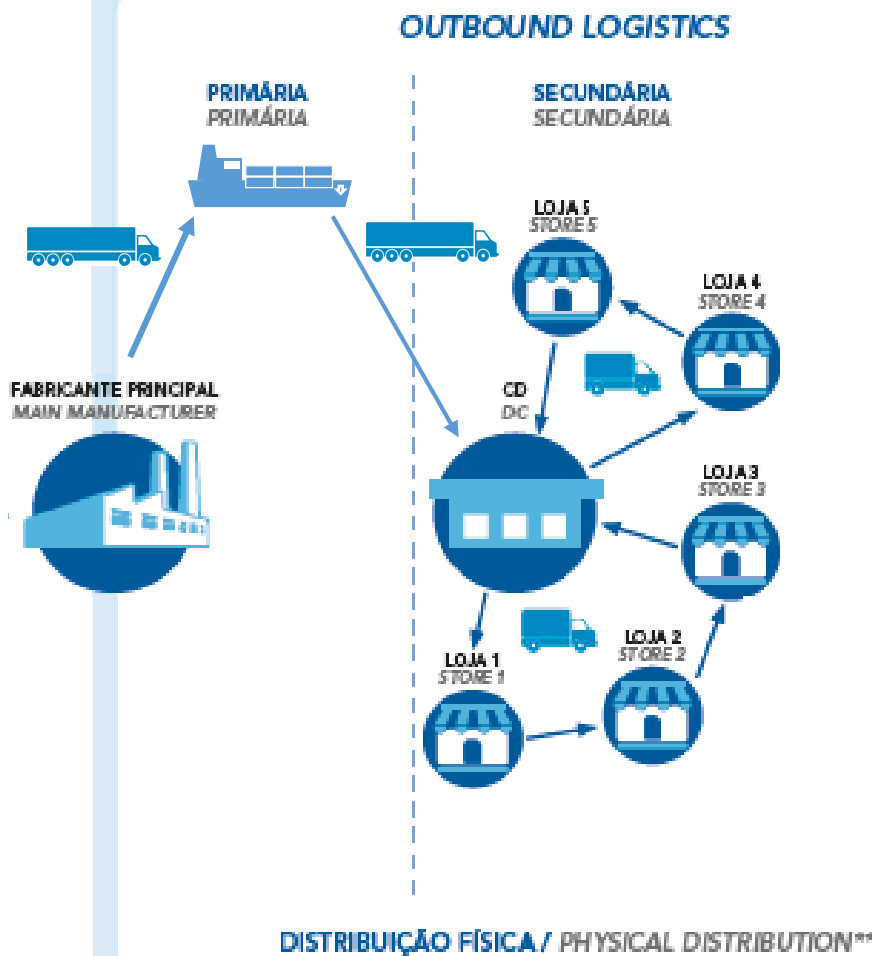 OUTBOUND LOGISTICS
PRIMÁRIA
PRIMÁRIA
SECUNDÁRIA
SECUNDÁRIA
LOJA 5
STORE 5
LOJA 4
STORE 4
FABRICANTE PRINCIPAL
MAIN MANUFACTURER
CD
DC
LOJA 3
STORE 3
LOJA 2
STORE 2
LOJA 1
STORE 1
DISTRIBUIÇÃO FÍSICA / PHYSICAL DISTRIBUTION**